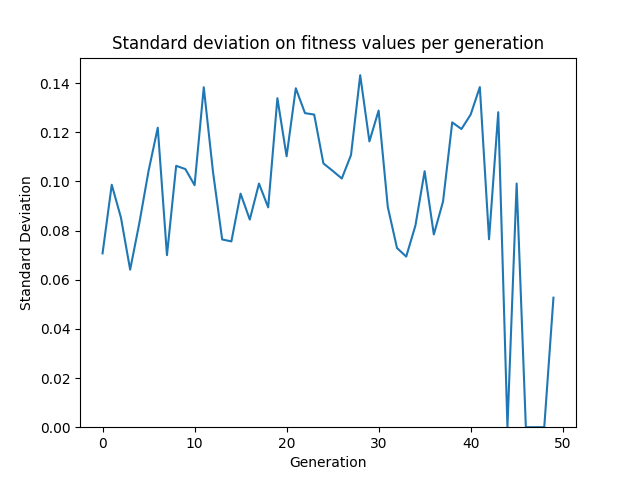 Standard deviation on fitness values per generation
0.14
0.12
0.10
0.08
0.06
0.04
0.02
0.00
Standard Deviation
0 10 20 30 40 50
Generation